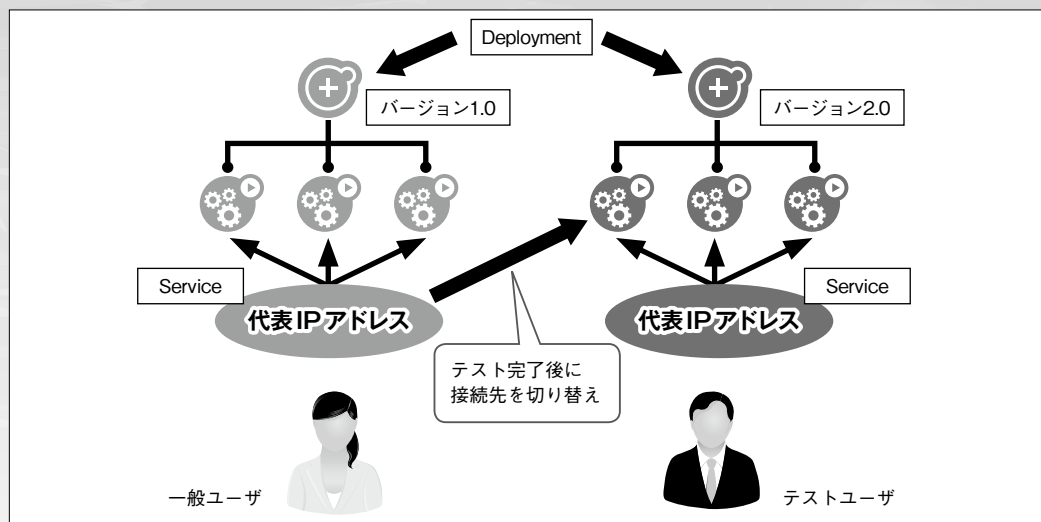 Deployment
バージョン1.0
バージョン2.0
Service
Service
代表IPアドレス
代表IPアドレス
テスト完了後に
接続先を切り替え
一般ユーザ
テストユーザ